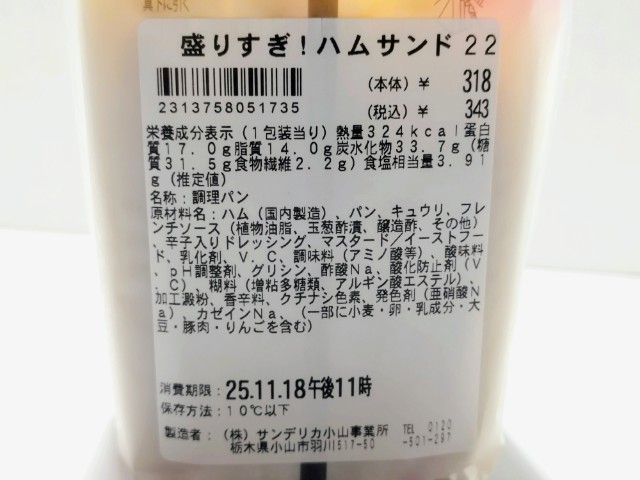 盛りすぎ!ハムサンド22
(本体)¥ 318
2313758051735
(税込)¥ 343
栄養成分表示(1包装当り)熱量324kcal蛋白
質17.0g脂質14.0g炭水化物33.7g(糖
質31.5g食物繊維2.2g)食塩相当量3.91
g(推定値)
名称:調理パン
原材料名:ハム(国内製造)、パン、キュウリ、フレ
ンチソース(植物油脂、玉葱酢漬、醸造酢、その他)
、辛子入りドレッシング、マスタード/イーストフー
ド、乳化剤、V.C、調味料(アミノ酸等)、酸味料
、pH調整剤、グリシン、酢酸Na、酸化防止剤(V
.C)、糊料(増粘多糖類、アルギン酸エステル)、
加工澱粉、香辛料、クチナシ色素、発色剤(亜硝酸N
a)、カゼインNa、(一部に小麦・卵・乳成分・大
豆・豚肉・りんごを含む)
消費期限:25.11.18午後11時
保存方法:10℃以下
製造者:(株)サンデリカ小山事業所 TEL 0120
栃木県小山市羽川517-50 -501-297